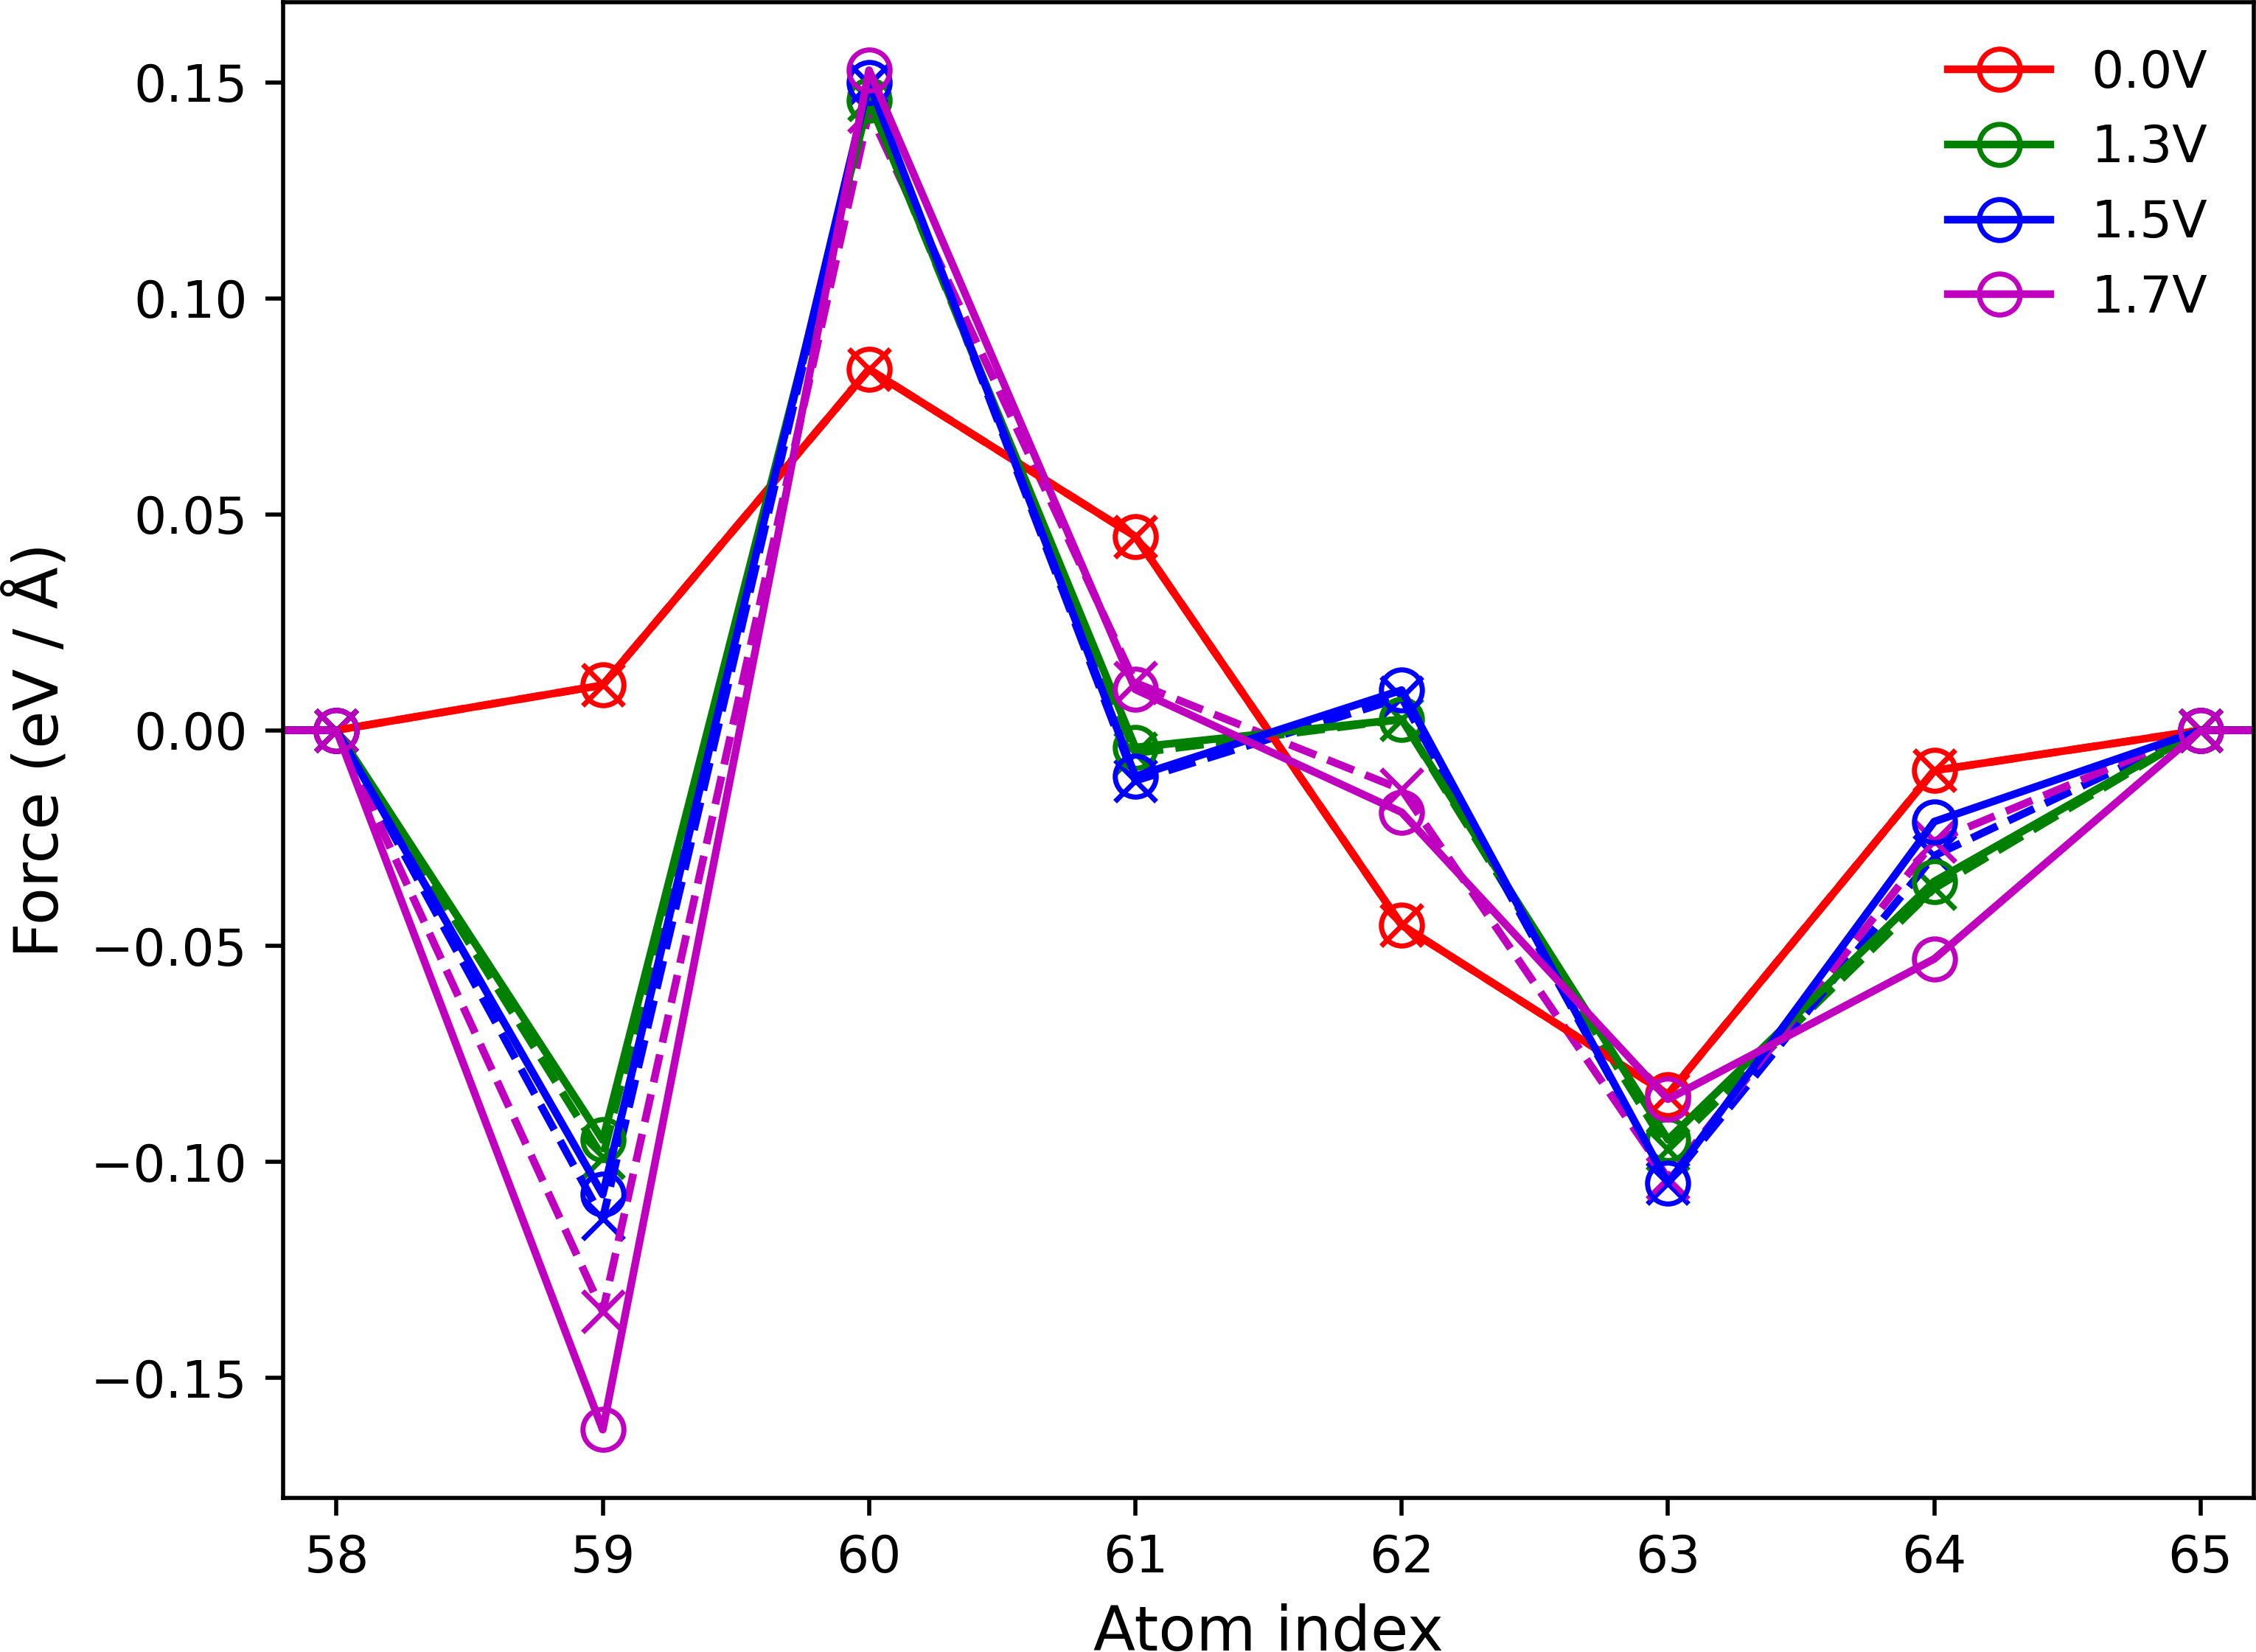 0.15
0.10
0.05
0.00
−0.05
−0.10
−0.15
Force (eV / Å)
0.0V
1.3V
1.5V
1.7V
58 59 60 61 62 63 64 65
Atom index